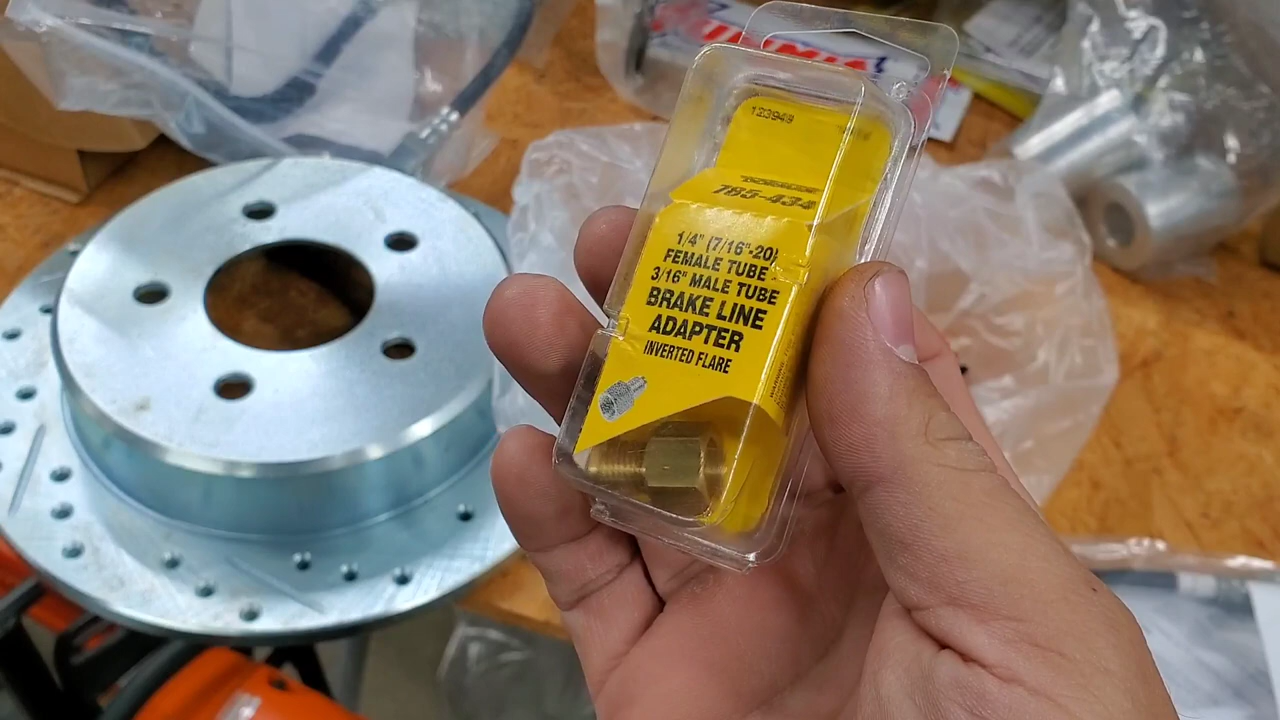 123949
785-434
1/4" (7/16"-20)
FEMALE TUBE -
3/16" MALE TUBE
BRAKE LINE
ADAPTER
INVERTED FLARE